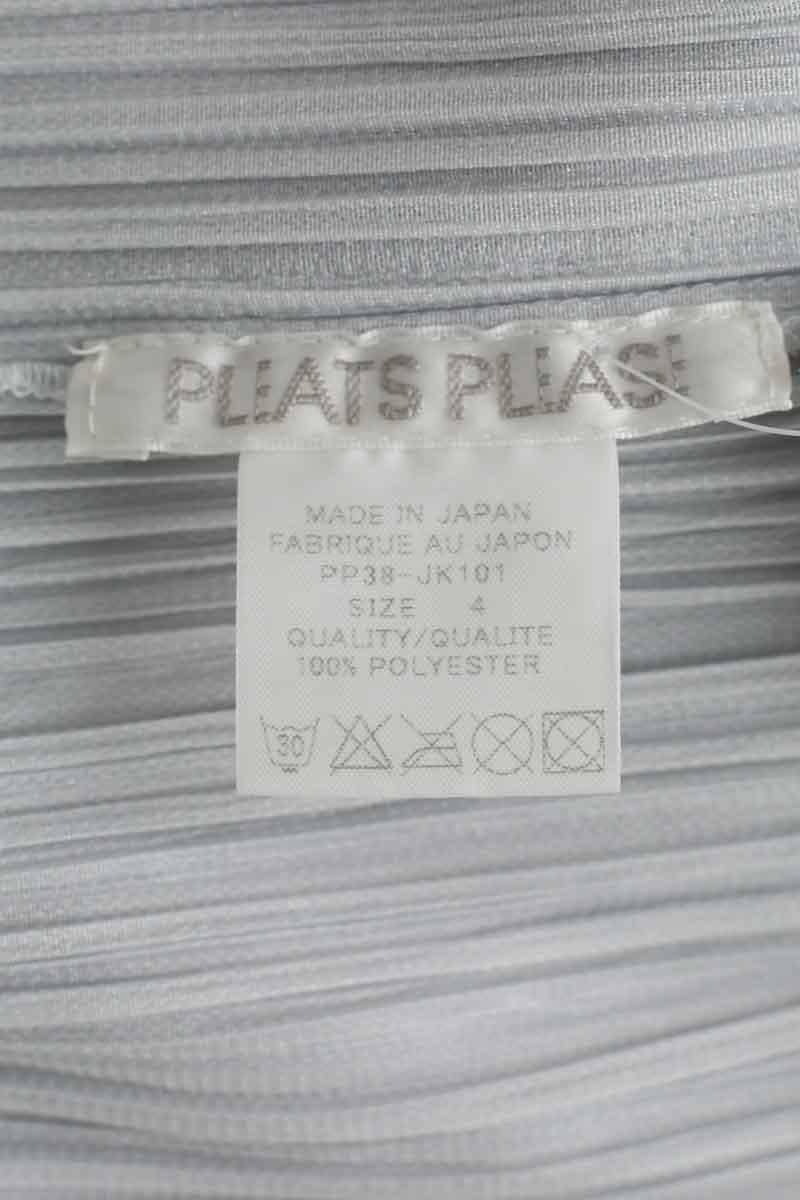 PLEATS PLEASE
MADE IN JAPAN
FABRIQUE AU JAPON
PP38-JK101
SIZE 4
QUALITY/QUALITE
100% POLYESTER
30